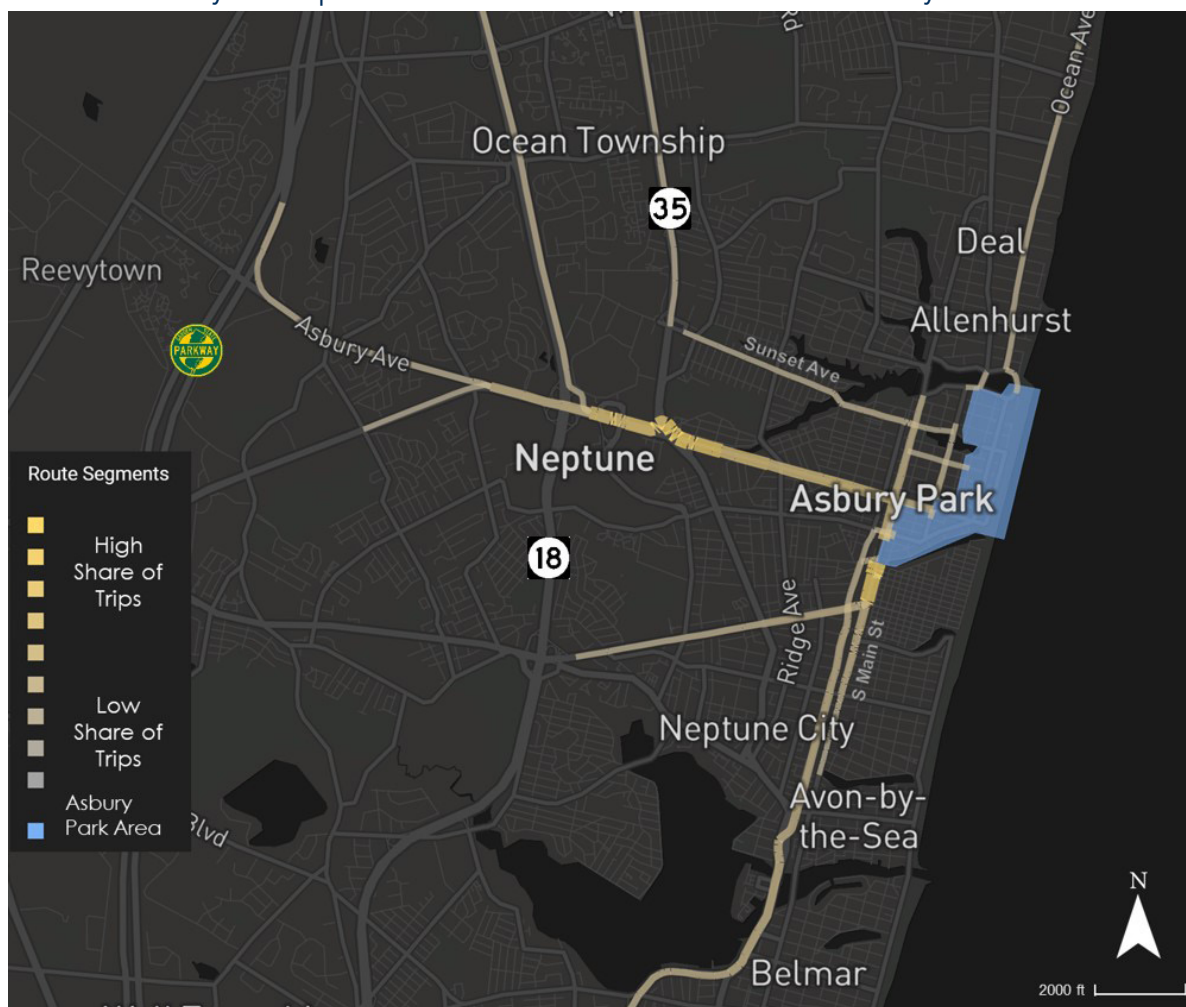 Ocean Ave
Ocean Township
35
Deal
Reevytown
Allenhurst
PARKWAY
Asbury Ave
Sunset Ave
Neptune
Route Segments
Asbury Park
High
Share of
Trips
18
Ridge Ave
S Main St
Low
Share of
Trips
Neptune City
Asbury
Park Area
Blvd
Avon-by-
the-Sea
N
Belmar
2000 ft